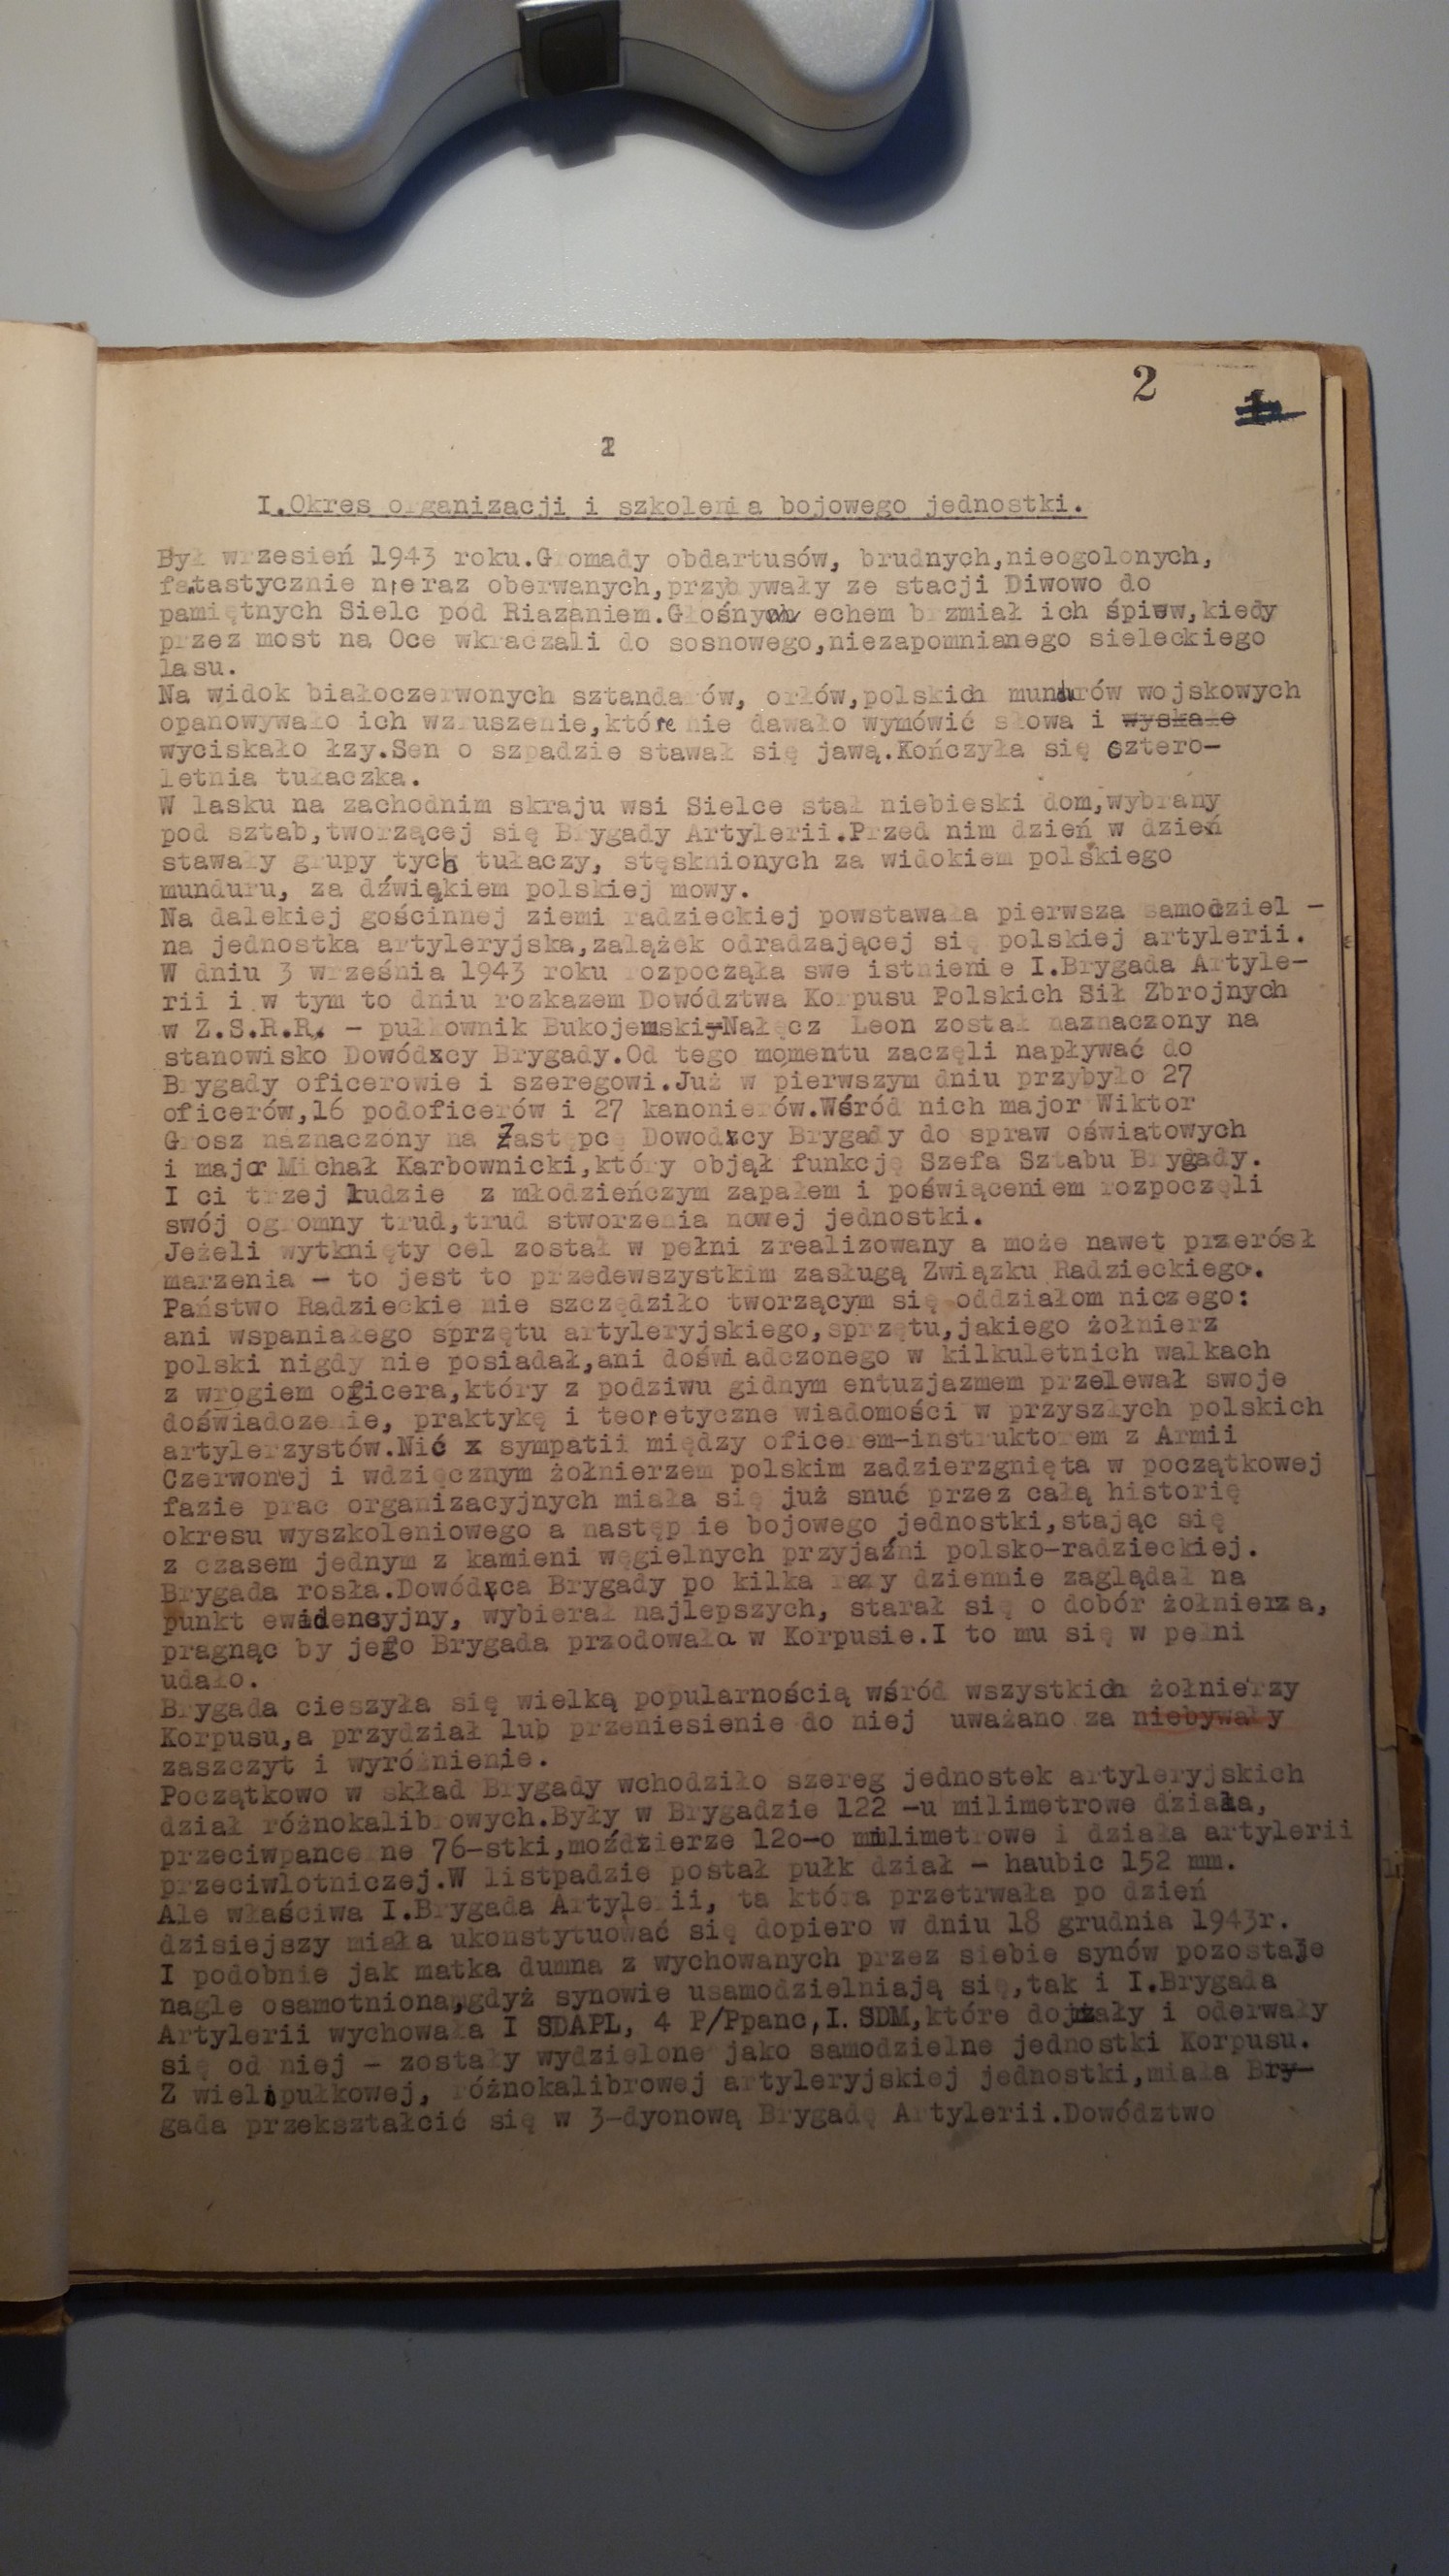 2
1
2
I.Okres organizacji i szkolenia bojowego jednostki.
Był wrzesień 1943 roku.Gromady obdartusów, brudnych,nieogolonych,
fantastycznie nieraz oberwanych,przybywały ze stacji Diwowo do
pamiętnych Sielc pod Riazaniem.Głośnym echem brzmiał ich śpiew,kiedy
przez most na Oce wkraczali do sosnowego,niezapomnianego sieleckiego
lasu.
Na widok białoczerwonych sztandarów, orłów,polskich mundurów wojskowych
opanowywało ich wzruszenie,które nie dawało wymówić słowa i wyskało
wyciskało łzy.Sen o szpadzie stawał się jawą.Kończyła się cztero-
letnia tułaczka.
W lasku na zachodnim skraju wsi Sielce stał niebieski dom,wybrany
pod sztab,tworzącej się Brygady Artylerii.Przed nim dzień w dzień
stawały grupy tych tułaczy, stęsknionych za widokiem polskiego
munduru, za dźwiąkiem polskiej mowy.
Na dalekiej gościnnej ziemi radzieckiej powstawała pierwsza samodziel -
na jednostka artyleryjska,zalążek odradzającej się polskiej artylerii.
W dniu 3 września 1943 roku rozpocząła swe istnienie I.Brygada Artyle-
rii i w tym to dniu rozkazem Dowództwa Korpusu Polskich Sił Zbrojnych
w Z.S.R.R. - pułkownik Bukojemski-Nałęcz Leon został naznaczony na
stanowisko Dowódxcy Brygady.Od tego momentu zaczęli napływać do
Brygady oficerowie i szeregowi.Już w pierwszym dniu przybyło 27
oficerów,16 podoficerów i 27 kanonierów.Wśród nich major Wiktor
Grosz naznaczony na Zastępcę Dowodxcy Brygady do spraw oświatowych
i major Michał Karbownicki,który objął funkcję Szefa Sztabu Brygady.
I ci trzej ludzie z młodzieńczym zapałem i poświąceniem rozpoczęli
swój ogromny trud,trud stworzenia nowej jednostki.
Jeżeli wytknięty cel został w pełni zrealizowany a może nawet przerósł
marzenia - to jest to przedewszystkim zasługą Związku Radzieckiego.
Państwo Radzieckie nie szczędziło tworzącym się oddziałom niczego:
ani wspaniałego sprzętu artyleryjskiego,sprzętu,jakiego żołnierz
polski nigdy nie posiadał,ani doświadczonego w kilkuletnich walkach
z wrogiem oficera,który z podziwu gidnym entuzjazmem przelewał swoje
doświadczenie, praktykę i teoretyczne wiadomości w przyszłych polskich
artylerzystów.Nić x sympatii między oficerem-instruktorem z Armii
Czerwonej i wdzięcznym żołnierzem polskim zadzierzgnięta w początkowej
fazie prac organizacyjnych miała się już snuć przez całą historię
okresu wyszkoleniowego a następnie bojowego jednostki,stając się
z czasem jednym z kamieni węgielnych przyjaźni polsko-radzieckiej.
Brygada rosła.Dowódxca Brygady po kilka razy dziennie zaglądał na
punkt ewidencyjny, wybierał najlepszych, starał się o dobór żołnierza,
pragnąc by jego Brygada przodowała w Korpusie.I to mu się w pełni
udało.
Brygada cieszyła się wielką popularnością wśród wszystkich żołnierzy
Korpusu,a przydział lub przeniesienie do niej uważano za niebywały
zaszczyt i wyróżnienie.
Początkowo w skład Brygady wchodziło szereg jednostek artyleryjskich
dział różnokalibrowych.Były w Brygadzie 122 -u milimetrowe działa,
przeciwpancerne 76-stki,moździerze 12o-o milimetrowe i działa artylerii
przeciwlotniczej.W listpadzie postał pułk dział - haubic 152 mm.
Ale właściwa I.Brygada Artylerii, ta która przetrwała po dzień
dzisiejszy miała ukonstytuować się dopiero w dniu 18 grudnia 1943r.
I podobnie jak matka dumna z wychowanych przez siebie synów pozostaje
nagle osamotniona,gdyż synowie usamodzielniają się,tak i I.Brygada
Artylerii wychowała I SDAPL, 4 P/Ppanc,I. SDM,które dojrzały i oderwały
się od niej - zostały wydzielone jako samodzielne jednostki Korpusu.
Z wielopułkowej, różnokalibrowej artyleryjskiej jednostki,miała Bry-
gada przekształcić się w 3-dyonową Brygadę Artylerii.Dowództwo